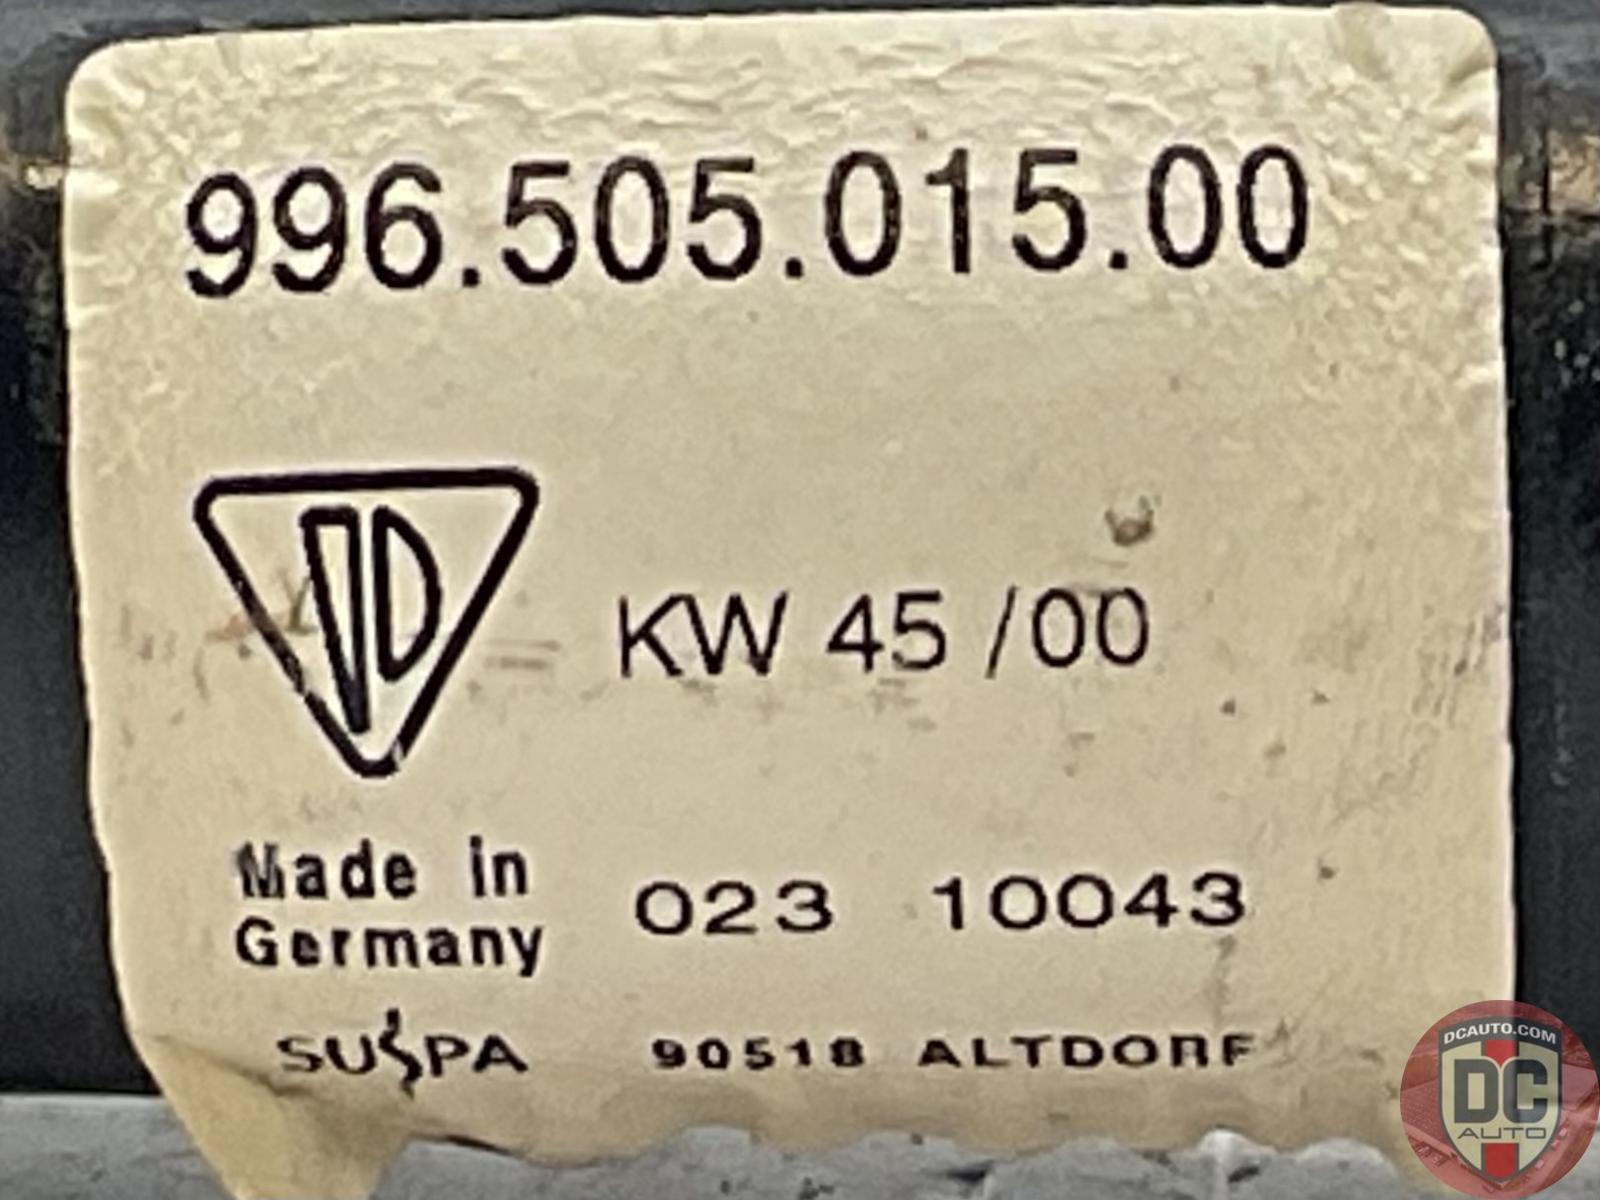 996.505.015.00
KW 45 /00
Made in
Germany
023 10043
SUSPA 90518 ALTDORF
DCAUTO.COM
DC
AUTO